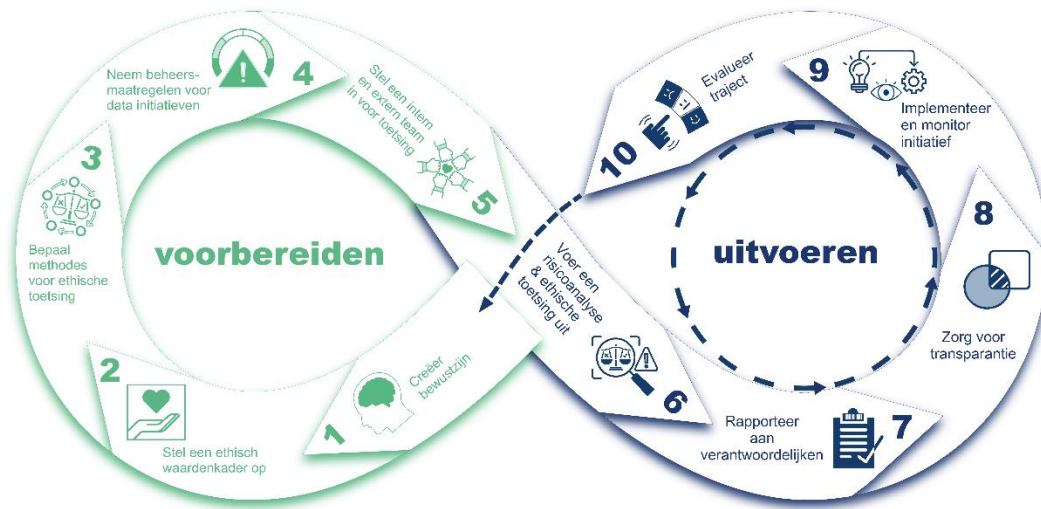 voorbereiden
1
Creëer
bewustzijn
2
Stel een ethisch
waardenkader op
3
Bepaal
methodes
voor ethische
toetsing
4
Neem beheers-
maatregelen voor
data initiatieven
5
Stel een intern
en extern team
in voor toetsing
uitvoeren
6
Voer een
risicoanalyse
& ethische
toetsing uit
7
Rapporteer
aan
verantwoordelijken
8
Zorg voor
transparantie
9
Implementeer
en monitor
initiatief
10
Evalueer
traject